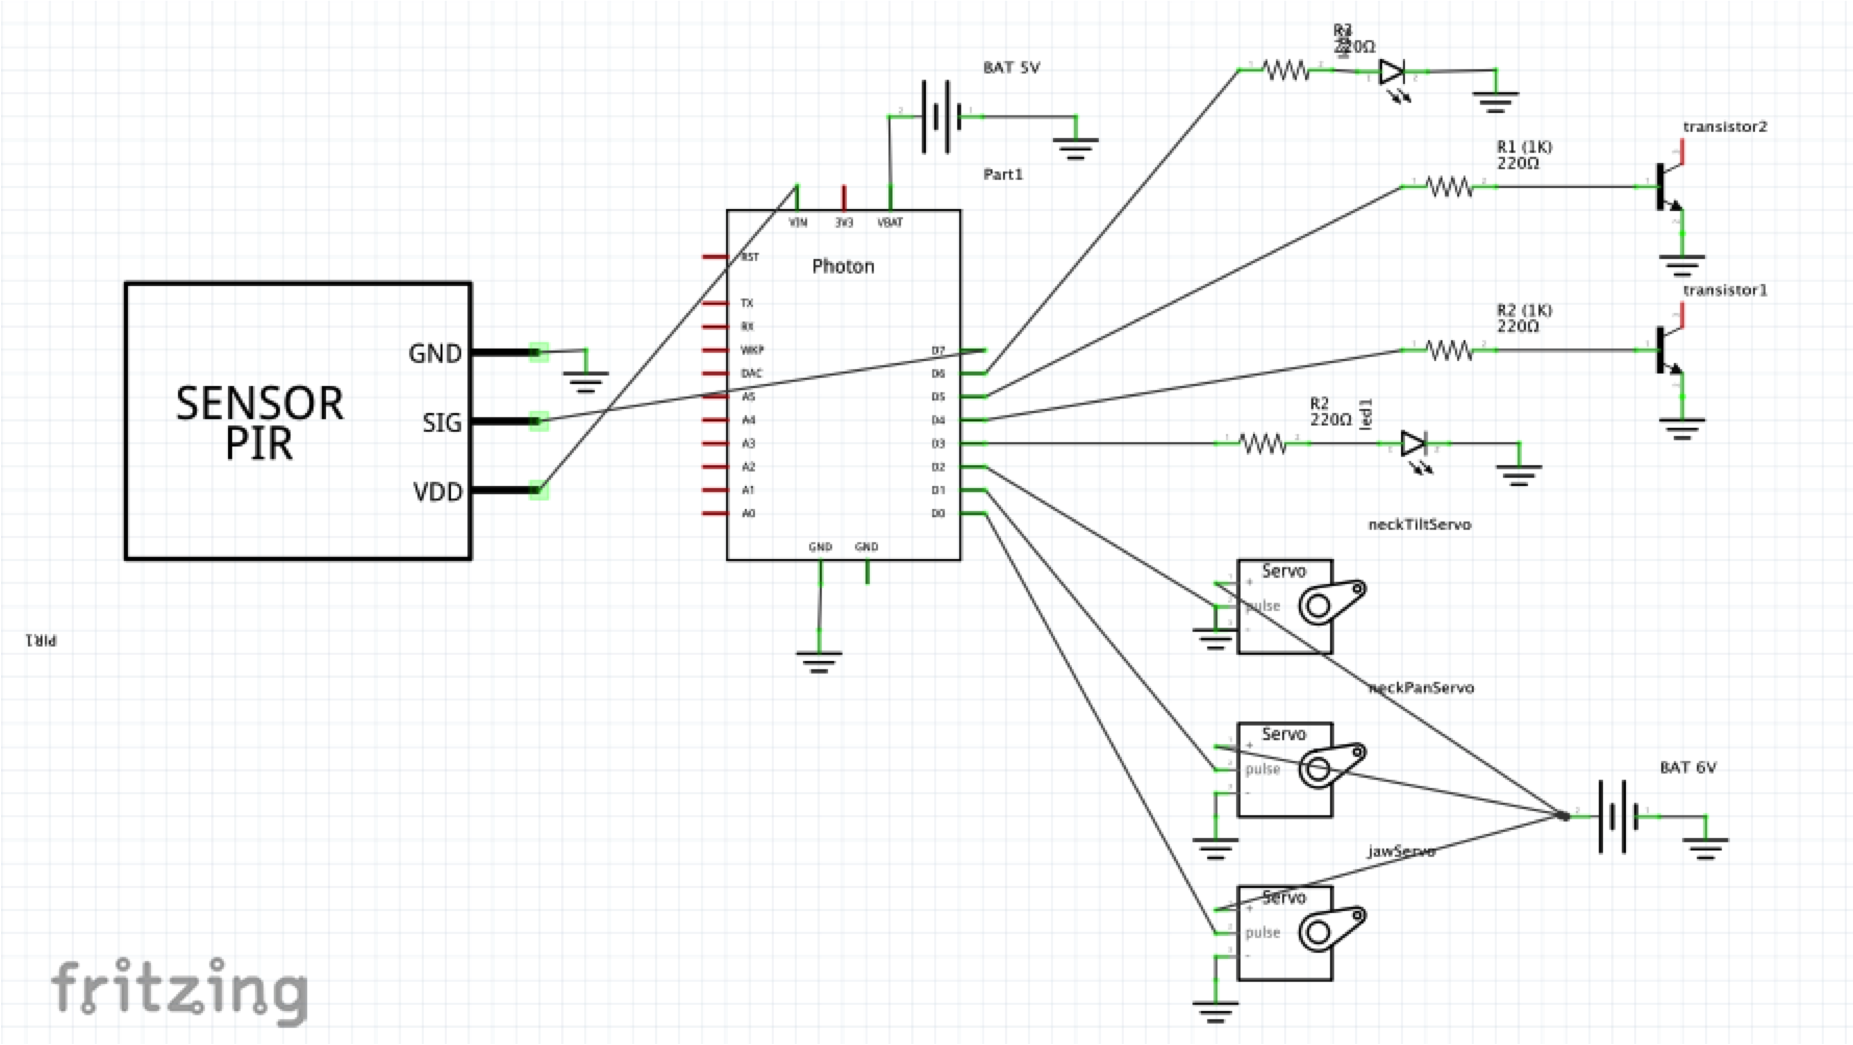 R3
220Ω
BAT 5V
transistor2
R1 (1K)
220Ω
Part1
VIN
3V3
VBAT
RST
Photon
transistor1
TX
R2 (1K)
220Ω
RX
WKP
D7
GND
DAC
D6
SENSOR
PIR
A5
D5
R2
220Ω
led1
SIG
A4
D4
A3
D3
A2
D2
VDD
A1
D1
A0
D0
neckTiltServo
GND
GND
Servo
+
pulse
-
PIR1
neckPanServo
Servo
+
pulse
-
BAT 6V
jawServo
Servo
+
pulse
-
fritzing